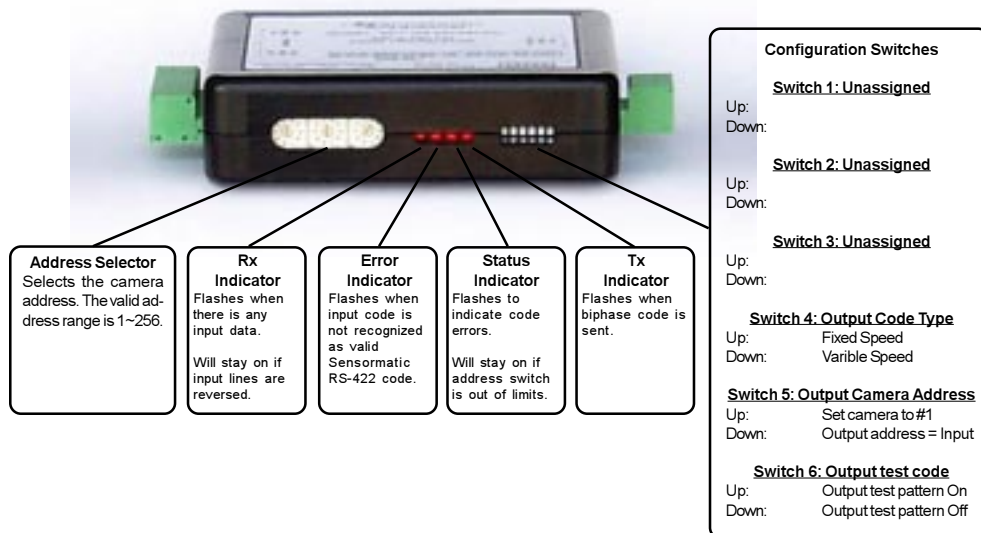 Address Selector
Selects the camera
address. The valid ad-
dress range is 1~256.
Rx
Indicator
Flashes when
there is any
input data.
Will stay on if
input lines are
reversed.
Error
Indicator
Flashes when
input code is
not recognized
as valid
Sensormatic
RS-422 code.
Status
Indicator
Flashes to
indicate code
errors.
Will stay on if
address switch
is out of limits.
Tx
Indicator
Flashes when
biphase code is
sent.
Configuration Switches
Switch 1: Unassigned
Up:
Down:
Switch 2: Unassigned
Up:
Down:
Switch 3: Unassigned
Up:
Down:
Switch 4: Output Code Type
Up: Fixed Speed
Down: Varible Speed
Switch 5: Output Camera Address
Up: Set camera to #1
Down: Output address = Input
Switch 6: Output test code
Up: Output test pattern On
Down: Output test pattern Off